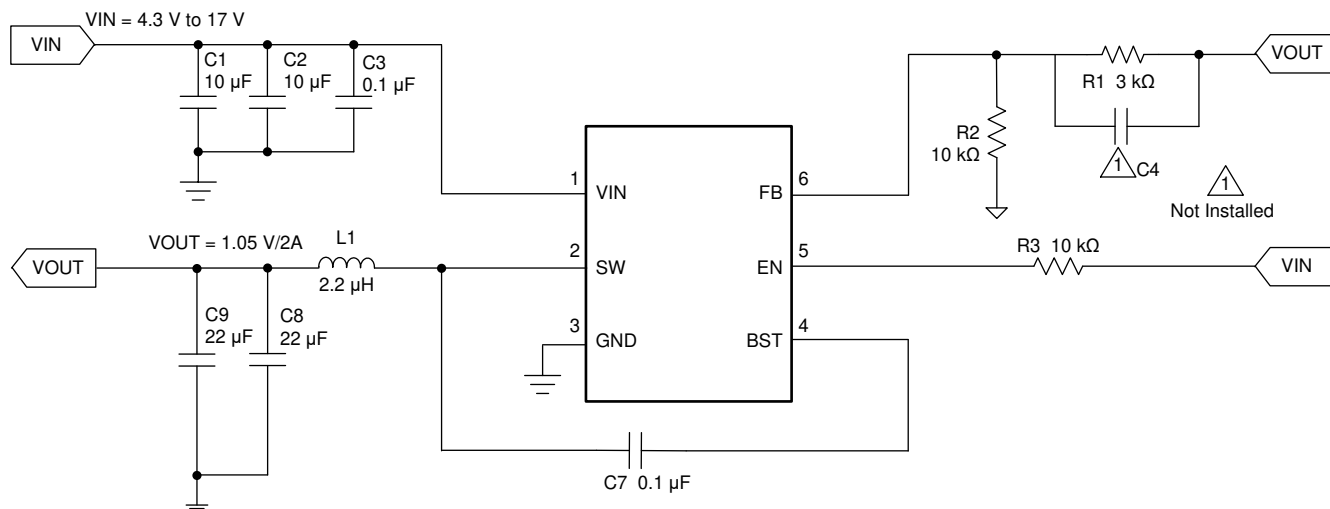 VIN = 4.3 V to 17 V
VIN
C1
10 µF
C2
10 µF
C3
0.1 µF
VOUT
R1 3 kΩ
R2
10 kΩ
1
C4
1
Not Installed
1
VIN
FB
6
VOUT = 1.05 V/2A
L1
2.2 µH
VOUT
2
SW
EN
5
R3 10 kΩ
VIN
C9
22 µF
C8
22 µF
3
GND
BST
4
C7 0.1 µF